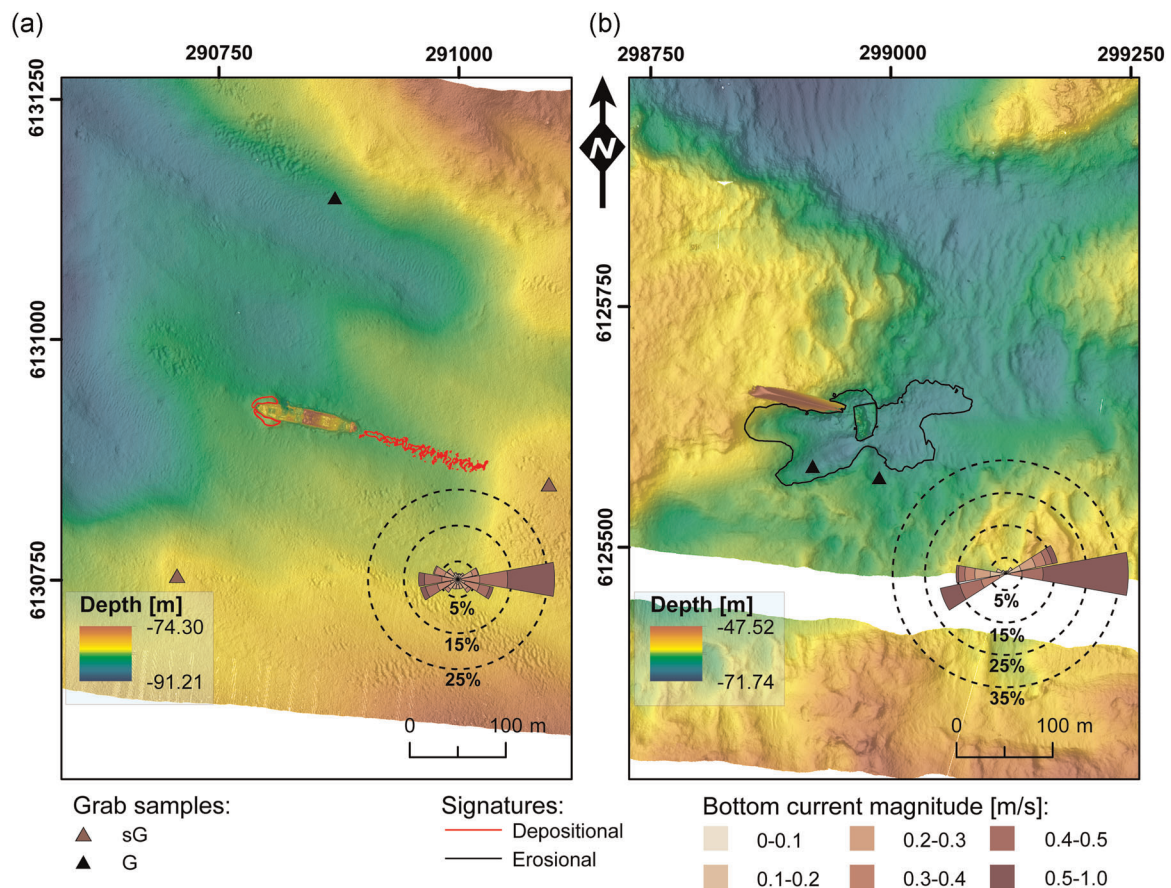 (a)
290750 291000
6131250
6131000
6130750
Depth [m]
-74.30
-91.21
5%
15%
25%
0 100 m
(b)
298750 299000 299250
N
6125750
6125500
Depth [m]
-47.52
-71.74
5%
15%
25%
35%
0 100 m
Grab samples:
sG
G
Signatures:
Depositional
Erosional
Bottom current magnitude [m/s]:
0-0.1 0.2-0.3 0.4-0.5
0.1-0.2 0.3-0.4 0.5-1.0